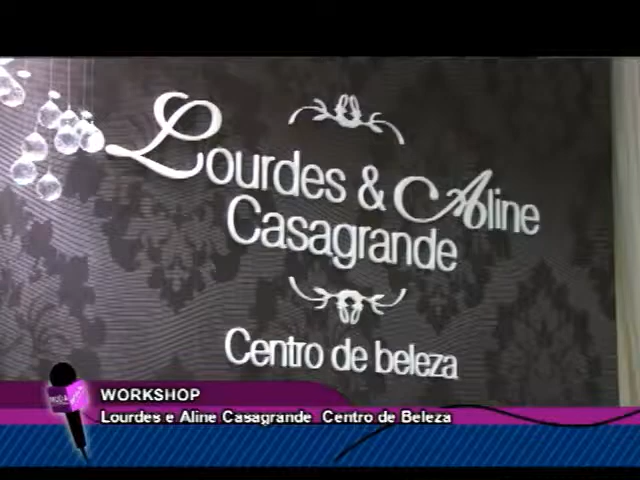 Lourdes & Aline
Casagrande
Centro de beleza
WORKSHOP
Lourdes e Aline Casagrande Centro de Beleza